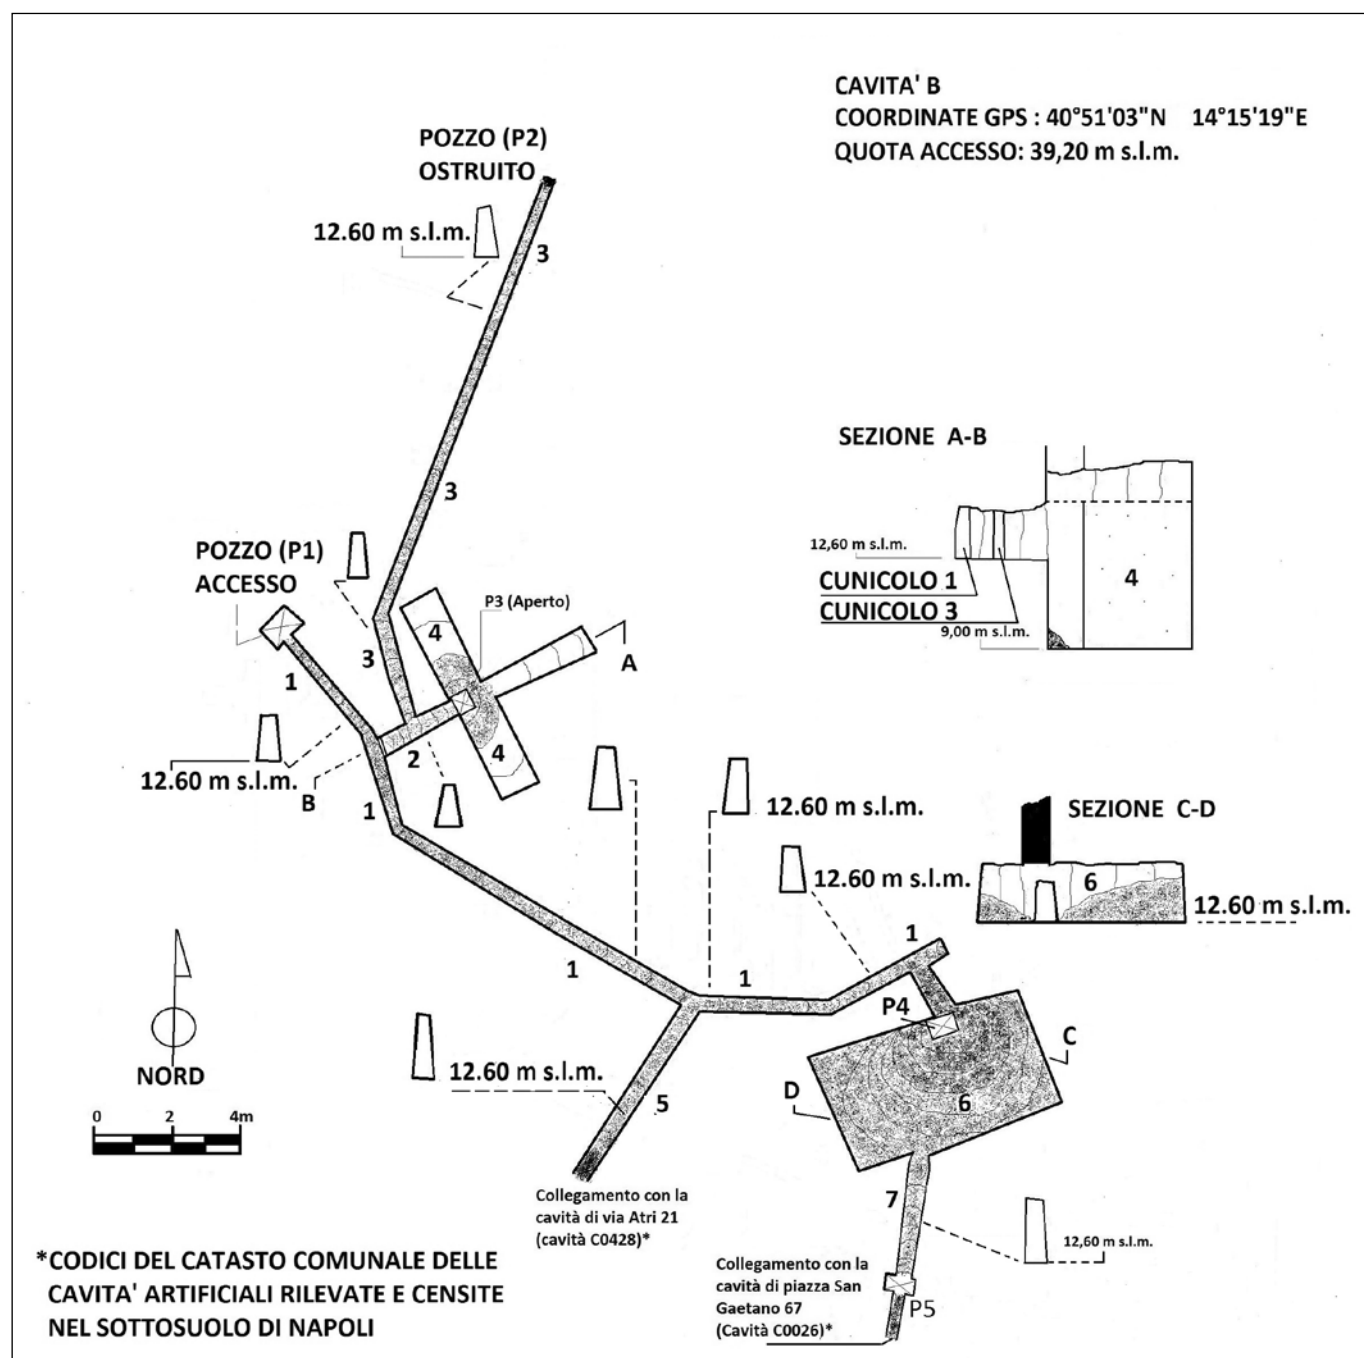 CAVITA' B
COORDINATE GPS : 40°51'03"N 14°15'19"E
QUOTA ACCESSO: 39,20 m s.l.m.
POZZO (P2)
OSTRUITO
12.60 m s.l.m.
3
3
SEZIONE A-B
12,60 m s.l.m.
CUNICOLO 1
CUNICOLO 3
9,00 m s.l.m.
4
POZZO (P1)
ACCESSO
P3 (Aperto)
4
A
3
1
2
4
12.60 m s.l.m.
B
1
12.60 m s.l.m.
SEZIONE C-D
12.60 m s.l.m.
6
12.60 m s.l.m.
1
1
1
P4
C
D
6
NORD
0 2 4m
12.60 m s.l.m.
5
Collegamento con la
cavità di via Atri 21
(cavità C0428)*
7
12,60 m s.l.m.
Collegamento con la
cavità di piazza San
Gaetano 67
(Cavità C0026)*
P5
*CODICI DEL CATASTO COMUNALE DELLE
CAVITA' ARTIFICIALI RILEVATE E CENSITE
NEL SOTTOSUOLO DI NAPOLI